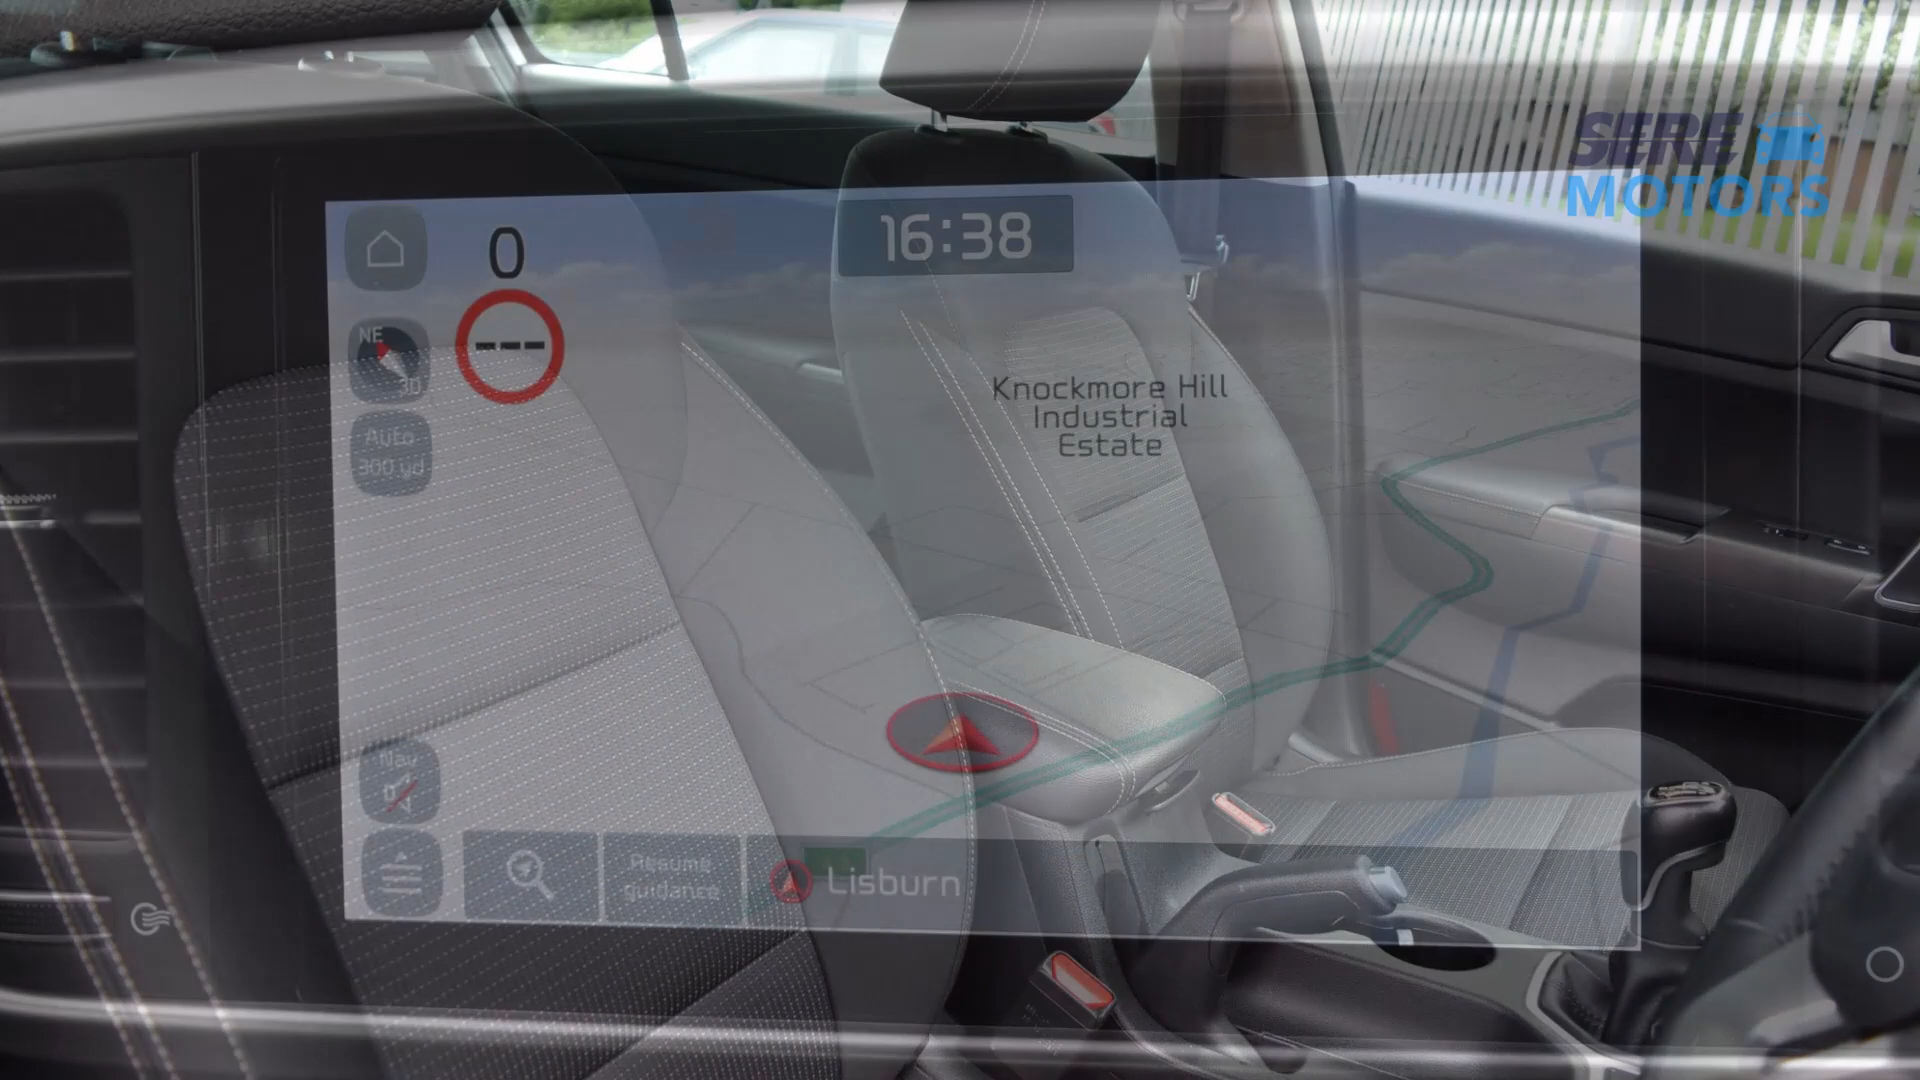 SERE
MOTORS
0
16:38
NE
3D
Knockmore Hill
Industrial
Estate
Auto
300 yd
Nav
Resume
guidance
Lisburn